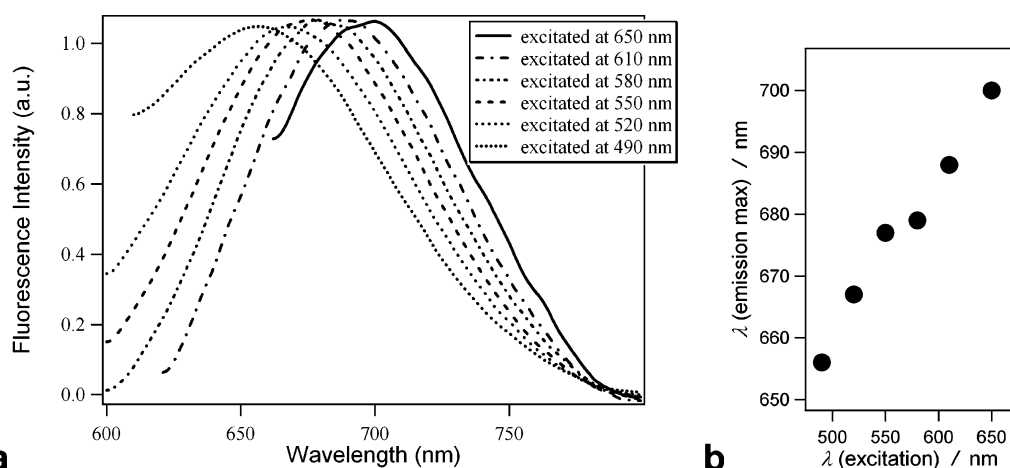 1.0
0.8
0.6
0.4
0.2
0.0
Fluorescence Intensity (a.u.)
600
650
700
750
Wavelength (nm)
excitated at 650 nm
excitated at 610 nm
excitated at 580 nm
excitated at 550 nm
excitated at 520 nm
excitated at 490 nm
a
700
690
680
670
660
650
λ (emission max) / nm
500
550
600
650
λ (excitation) / nm
b